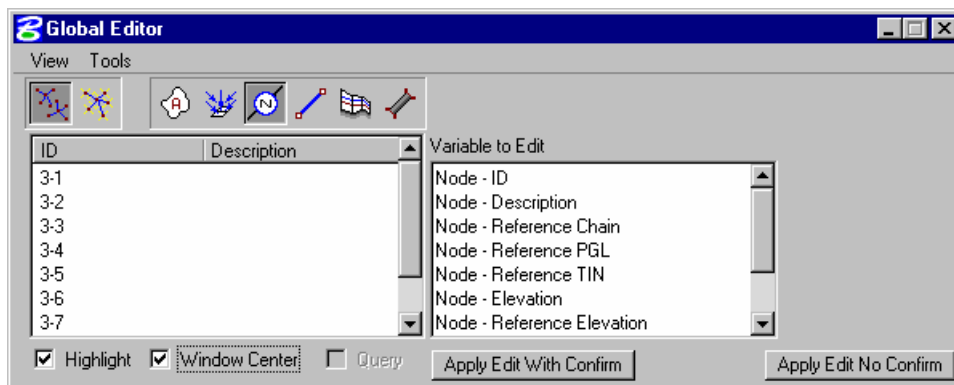 Global Editor
View Tools
A N
ID Description
3-1
3-2
3-3
3-4
3-5
3-6
3-7
Variable to Edit
Node - ID
Node - Description
Node - Reference Chain
Node - Reference PGL
Node - Reference TIN
Node - Elevation
Node - Reference Elevation
Highlight Window Center Query
Apply Edit With Confirm Apply Edit No Confirm